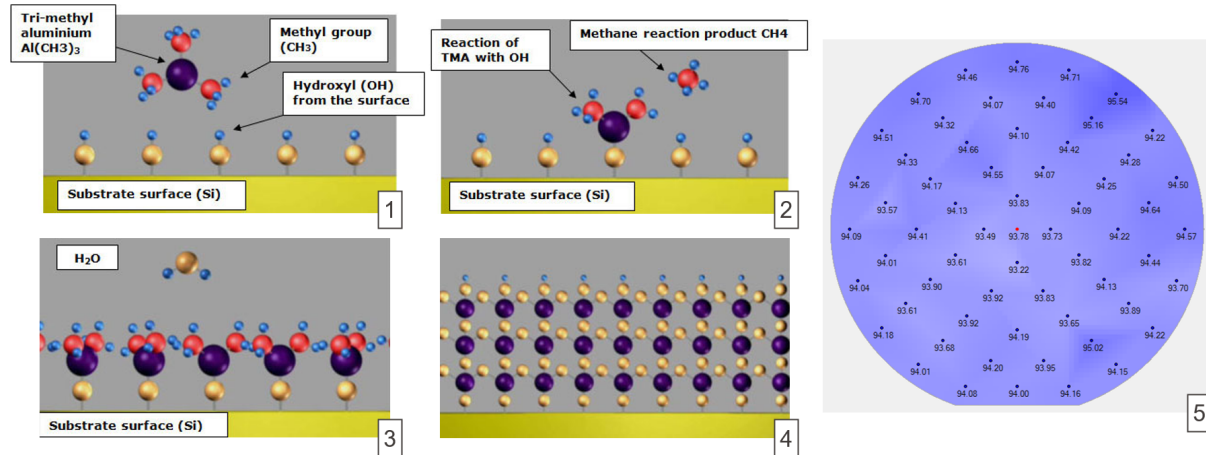 Tri-methyl
aluminium
Al(CH3)₃
Methyl group
(CH₃)
Hydroxyl (OH)
from the surface
Substrate surface (Si)
1
Methane reaction product CH4
Reaction of
TMA with OH
Substrate surface (Si)
2
H₂O
Substrate surface (Si)
3
4
94.76
94.46 94.71
94.70 94.07 94.40 95.54
94.32 95.16
94.51 94.10 94.22
94.66 94.42
94.33 94.28
94.55 94.07
94.26 94.17 94.25 94.50
93.57 94.13 93.83 94.09 94.64
94.09 94.41 93.49 93.78 93.73 94.22 94.57
94.01 93.61 93.22 93.82 94.44
94.04 93.90 94.13 93.70
93.92 93.83
93.61 93.89
93.92 93.65
94.18 94.19 94.22
93.68 95.02
94.01 94.20 93.95 94.15
94.08 94.00 94.16
5